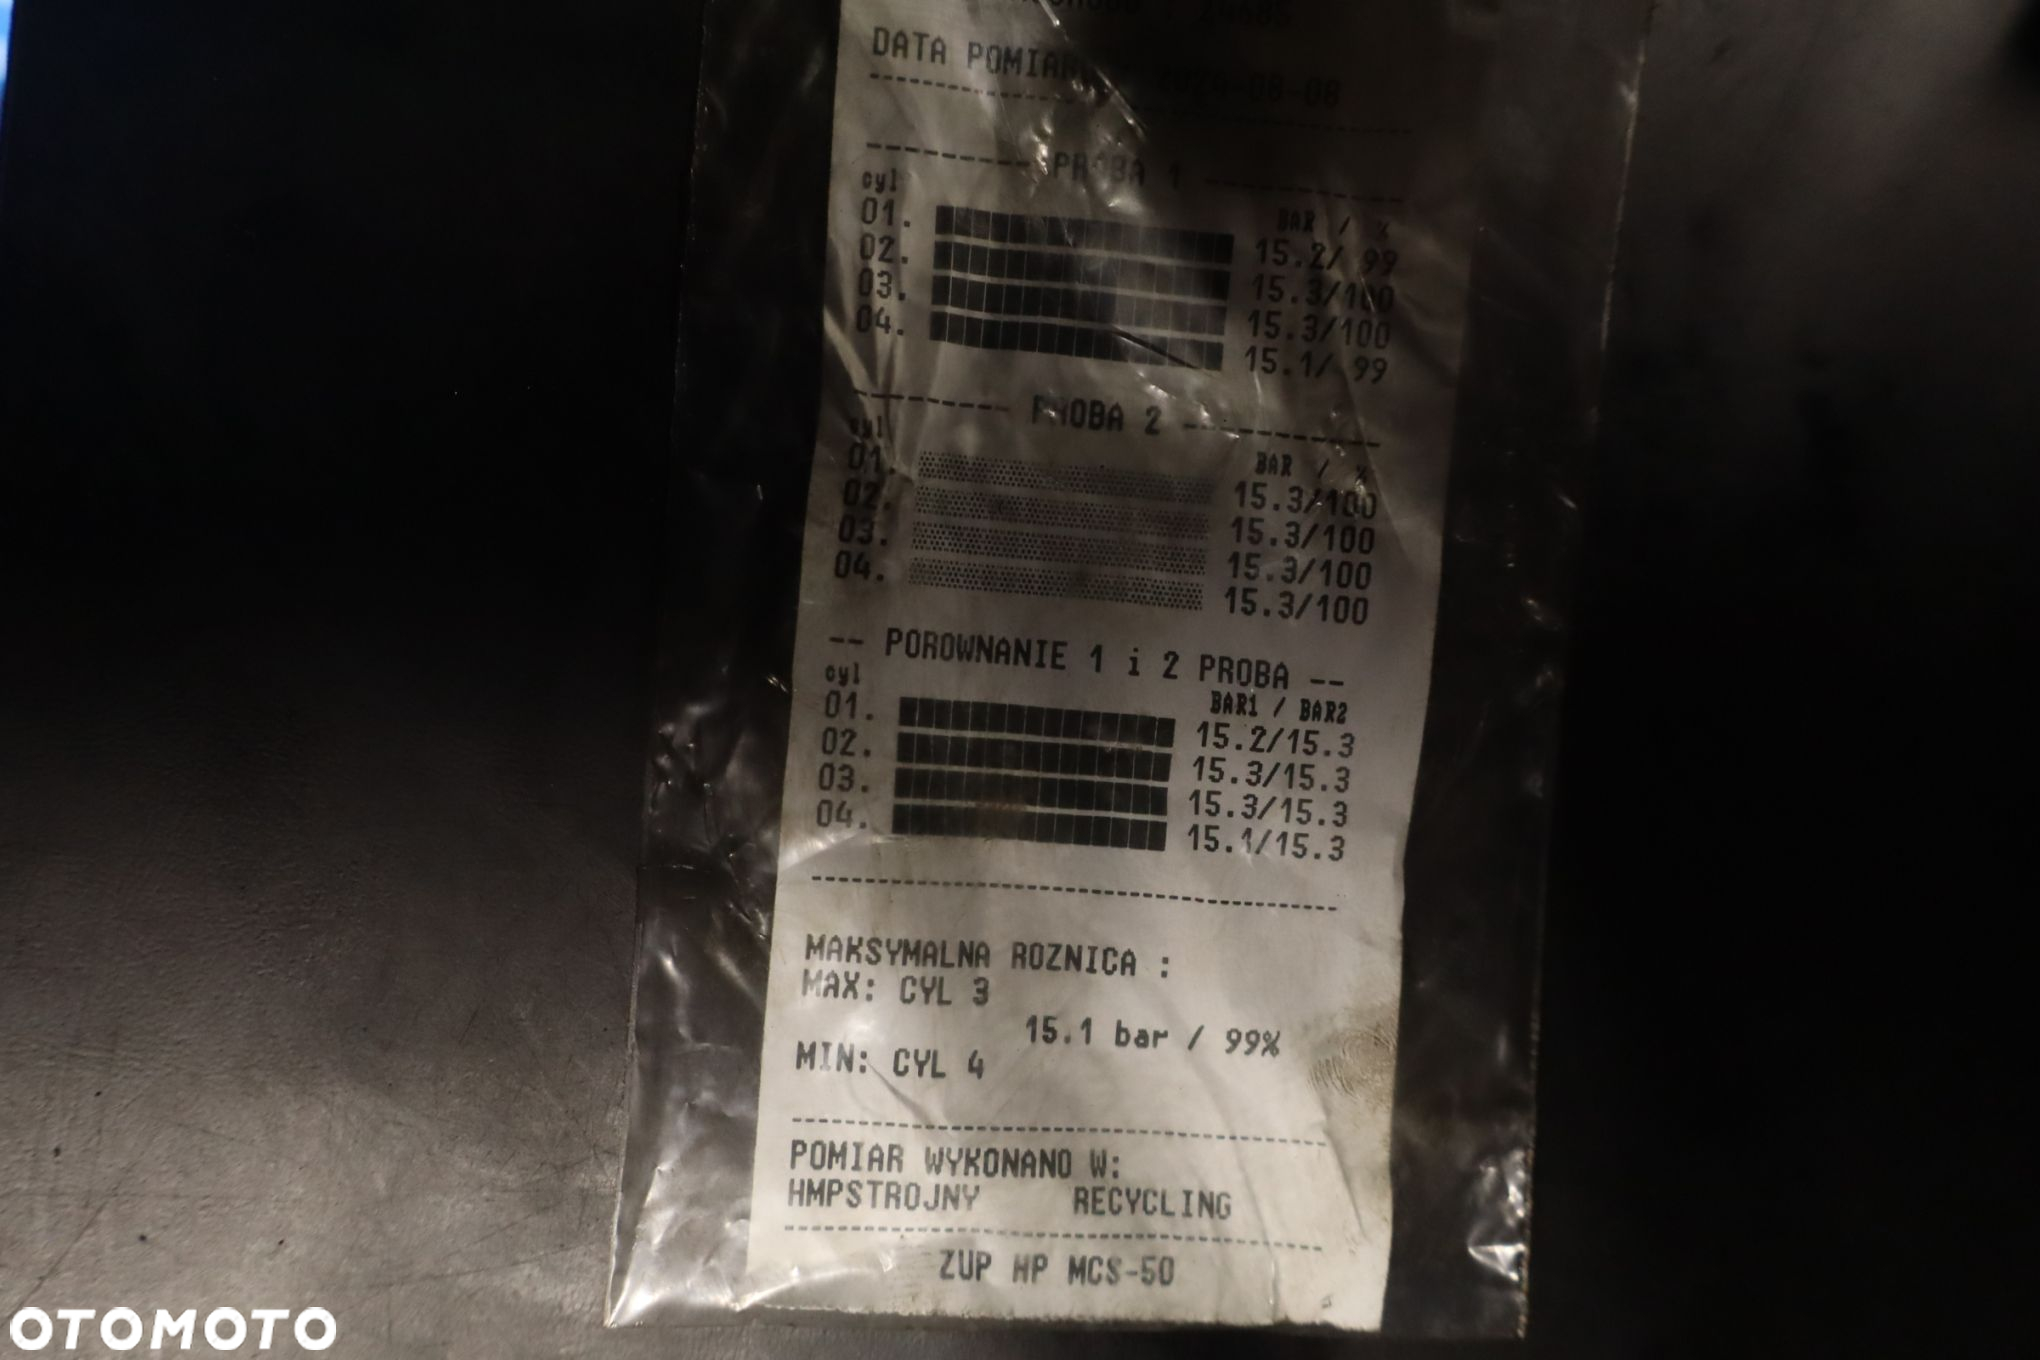 DATA POMIARU : 2024-08-08
PROBA 1
cyl BAR / %
01. 15.2/ 99
02. 15.3/100
03. 15.3/100
04. 15.1/ 99
PROBA 2
cyl BAR / %
01. 15.3/100
02. 15.3/100
03. 15.3/100
04. 15.3/100
-- POROWNANIE 1 i 2 PROBA --
cyl BAR1 / BAR2
01. 15.2/15.3
02. 15.3/15.3
03. 15.3/15.3
04. 15.1/15.3
MAKSYMALNA ROZNICA :
MAX: CYL 3
15.1 bar / 99%
MIN: CYL 4
POMIAR WYKONANO W:
HMPSTROJNY RECYCLING
ZUP HP MCS-50
OTOMOTO